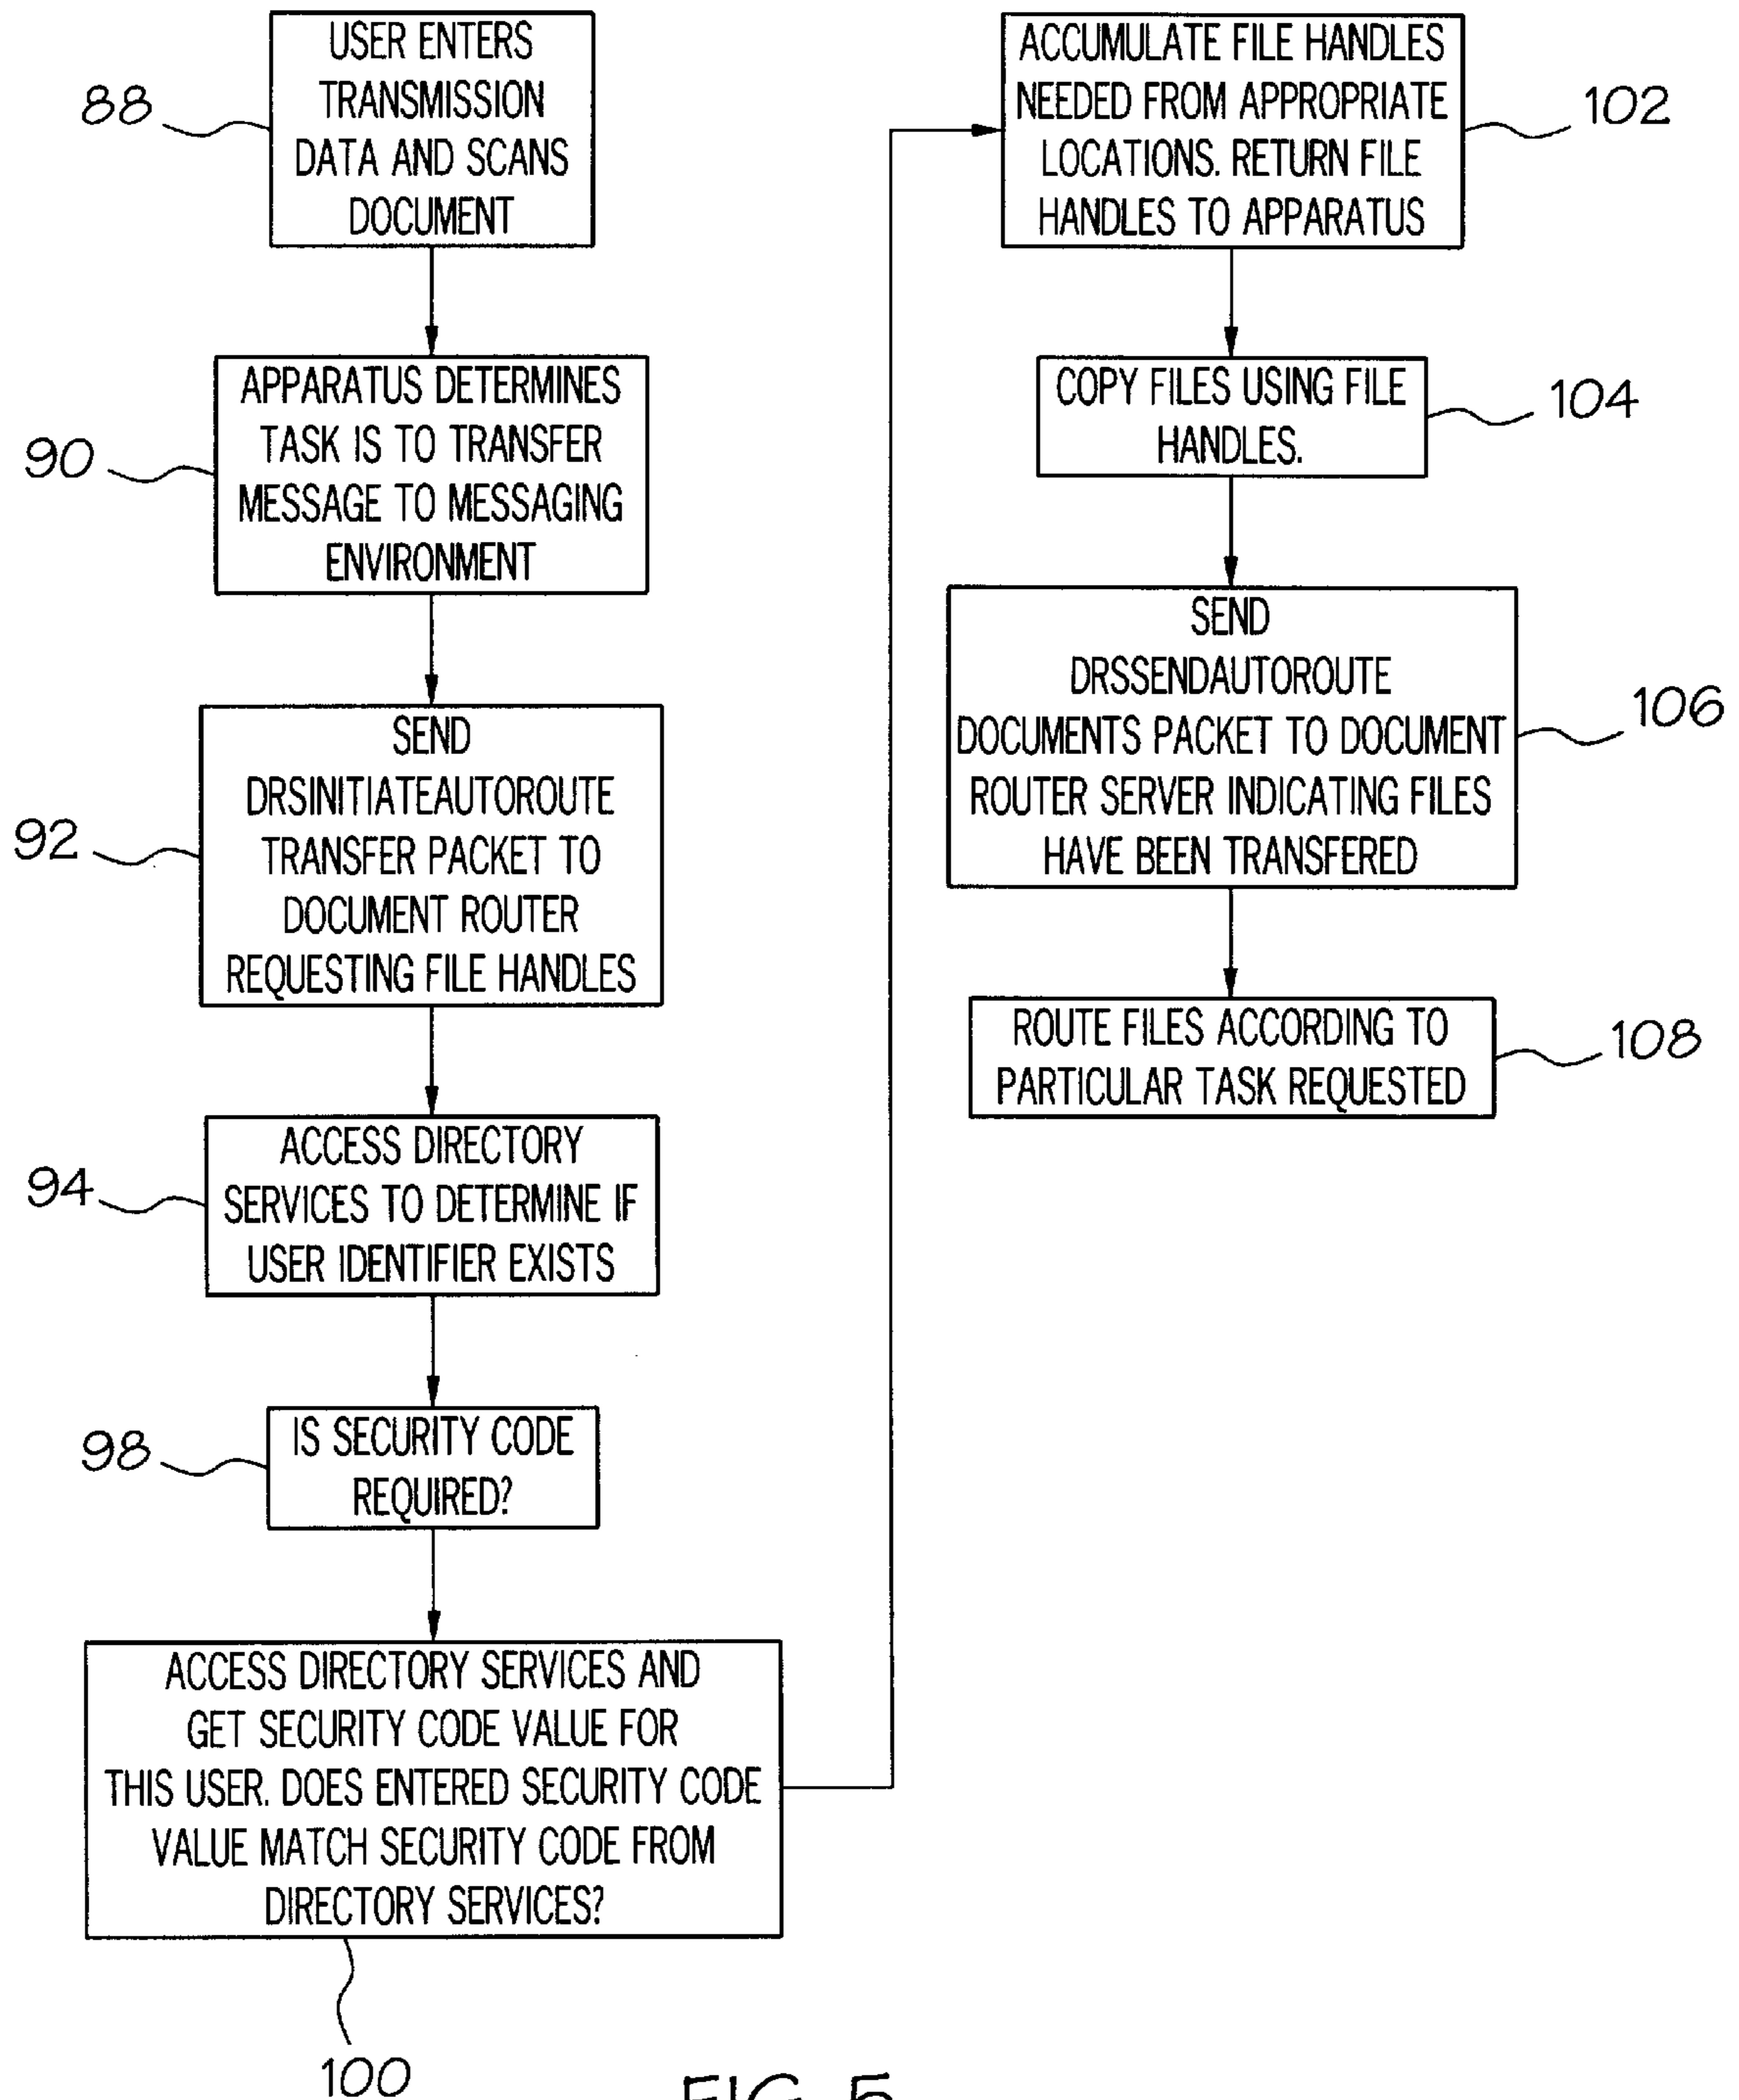 USER ENTERS
TRANSMISSION
DATA AND SCANS
DOCUMENT
88
APPARATUS DETERMINES
TASK IS TO TRANSFER
MESSAGE TO MESSAGING
ENVIRONMENT
90
SEND
DRSINITIATEAUTOROUTE
TRANSFER PACKET TO
DOCUMENT ROUTER
REQUESTING FILE HANDLES
92
ACCESS DIRECTORY
SERVICES TO DETERMINE IF
USER IDENTIFIER EXISTS
94
IS SECURITY CODE
REQUIRED?
98
ACCESS DIRECTORY SERVICES AND
GET SECURITY CODE VALUE FOR
THIS USER. DOES ENTERED SECURITY CODE
VALUE MATCH SECURITY CODE FROM
DIRECTORY SERVICES?
100
ACCUMULATE FILE HANDLES
NEEDED FROM APPROPRIATE
LOCATIONS. RETURN FILE
HANDLES TO APPARATUS
102
COPY FILES USING FILE
HANDLES.
104
SEND
DRSSENDAUTOROUTE
DOCUMENTS PACKET TO DOCUMENT
ROUTER SERVER INDICATING FILES
HAVE BEEN TRANSFERED
106
ROUTE FILES ACCORDING TO
PARTICULAR TASK REQUESTED
108
FIG. 5